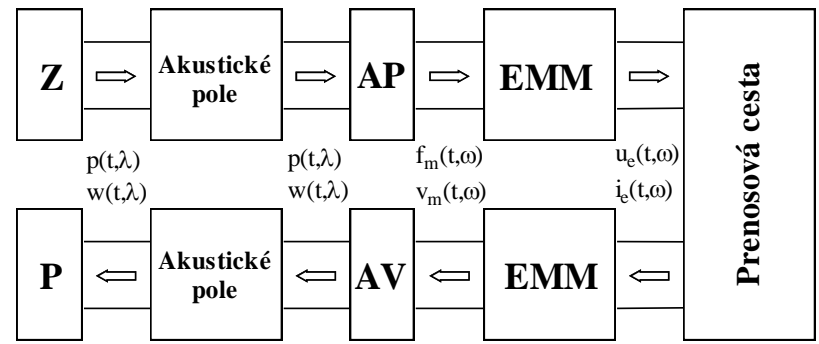 Z
Akustické
pole
AP
EMM
Prenosová cesta
p(t,λ)
w(t,λ)
p(t,λ)
w(t,λ)
f_m(t,ω)
v_m(t,ω)
u_e(t,ω)
i_e(t,ω)
P
Akustické
pole
AV
EMM